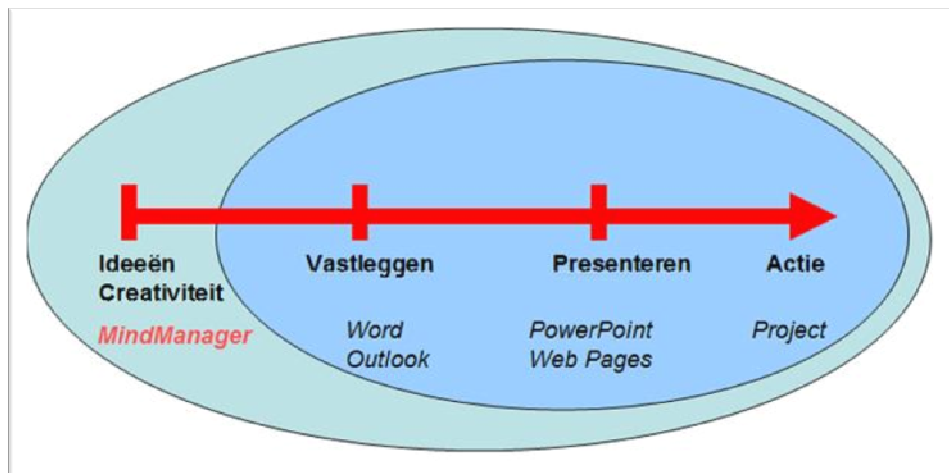 Ideeën
Creativiteit
MindManager
Vastleggen
Word
Outlook
Presenteren
PowerPoint
Web Pages
Actie
Project